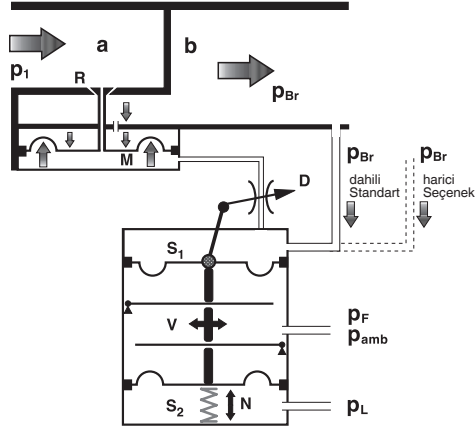 a
b
p1
R
pBr
M
pBr
pBr
dahili
Standart
harici
Seçenek
D
S1
V
pF
pamb
S2
N
pL